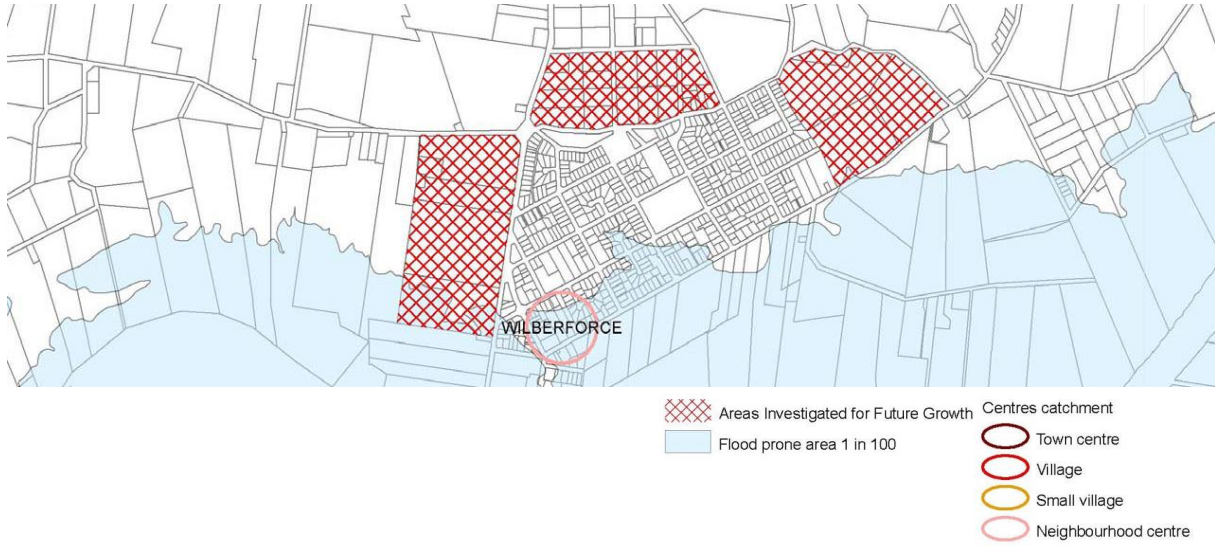 WILBERFORCE
Areas Investigated for Future Growth
Flood prone area 1 in 100
Centres catchment
Town centre
Village
Small village
Neighbourhood centre